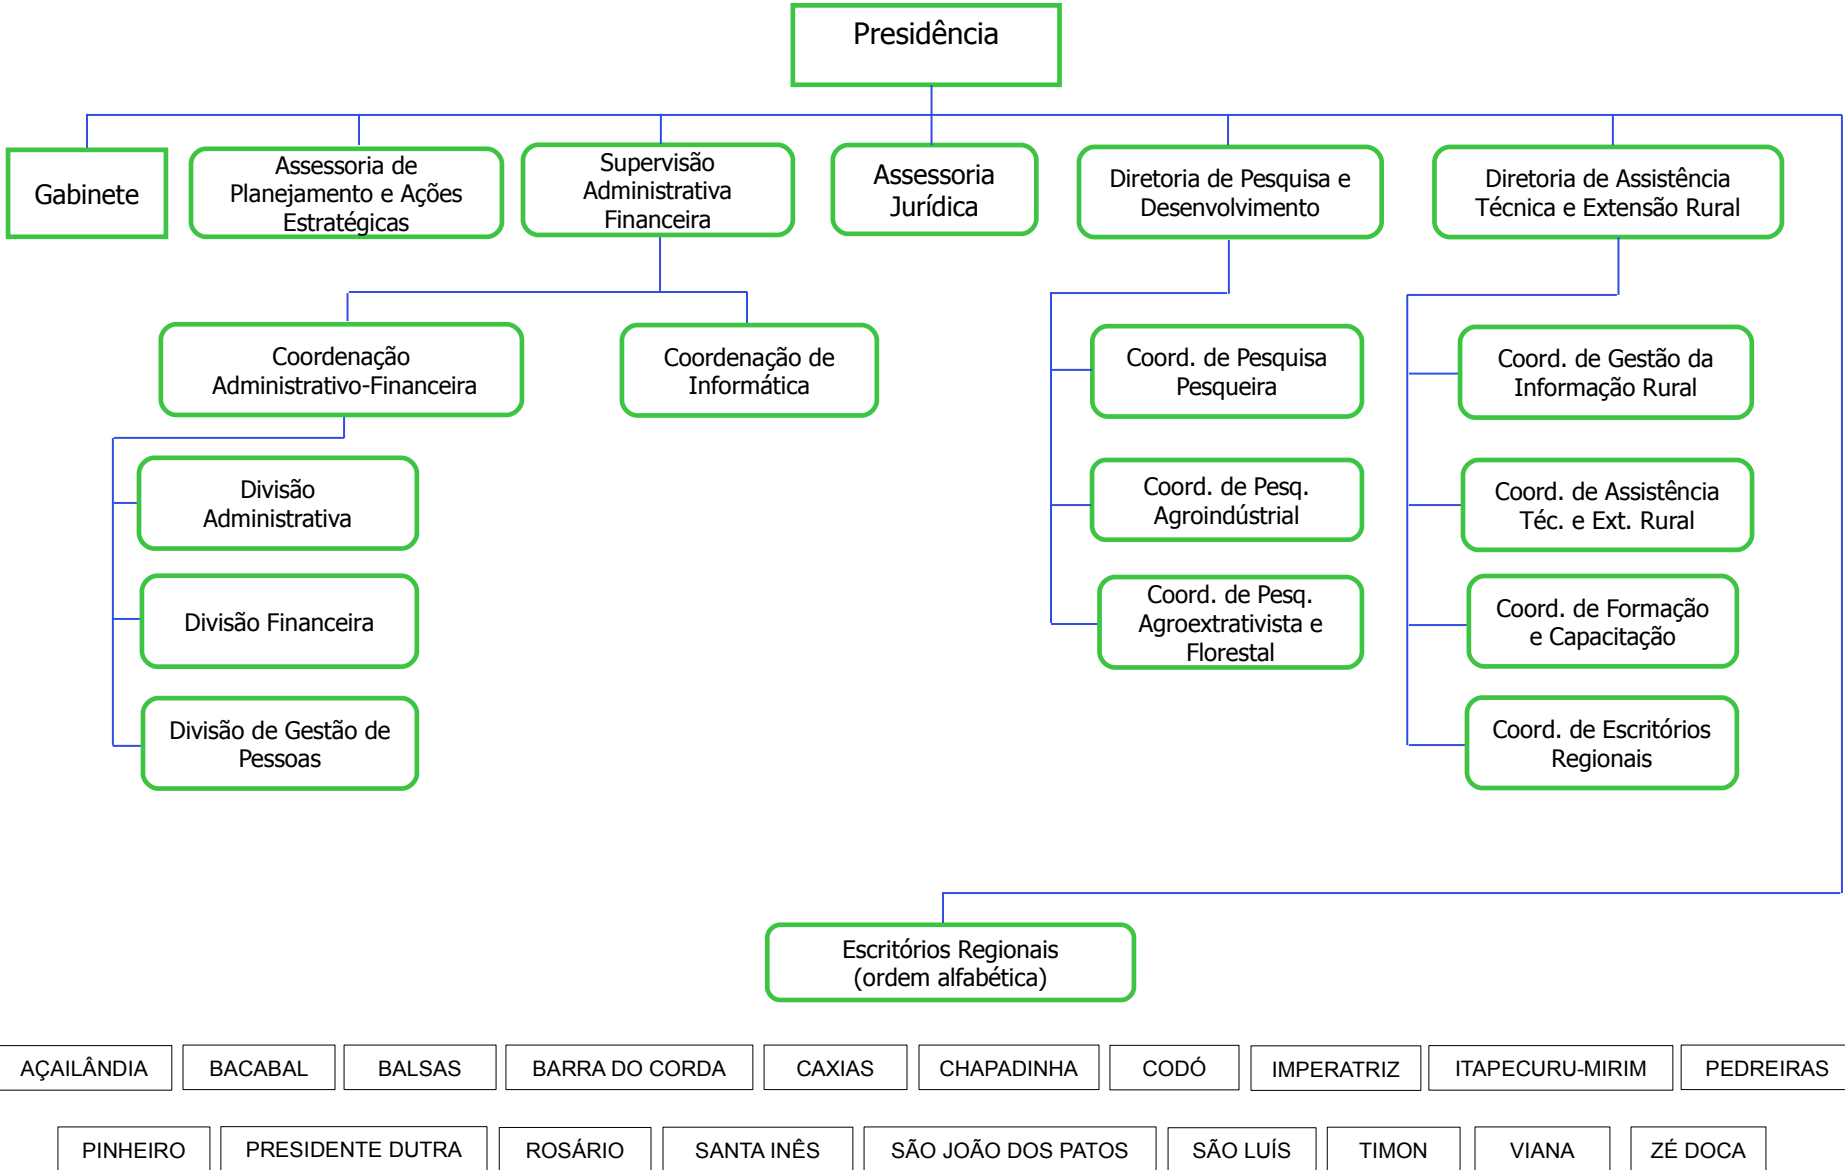 Presidência
Gabinete
Assessoria de
Planejamento e Ações
Estratégicas
Supervisão
Administrativa
Financeira
Assessoria
Jurídica
Diretoria de Pesquisa e
Desenvolvimento
Diretoria de Assistência
Técnica e Extensão Rural
Coordenação
Administrativo-Financeira
Coordenação de
Informática
Coord. de Pesquisa
Pesqueira
Coord. de Gestão da
Informação Rural
Divisão
Administrativa
Coord. de Pesq.
Agroindústrial
Coord. de Assistência
Téc. e Ext. Rural
Divisão Financeira
Coord. de Pesq.
Agroextrativista e
Florestal
Coord. de Formação
e Capacitação
Divisão de Gestão de
Pessoas
Coord. de Escritórios
Regionais
Escritórios Regionais
(ordem alfabética)
AÇAILÂNDIA
BACABAL
BALSAS
BARRA DO CORDA
CAXIAS
CHAPADINHA
CODÓ
IMPERATRIZ
ITAPECURU-MIRIM
PEDREIRAS
PINHEIRO
PRESIDENTE DUTRA
ROSÁRIO
SANTA INÊS
SÃO JOÃO DOS PATOS
SÃO LUÍS
TIMON
VIANA
ZÉ DOCA